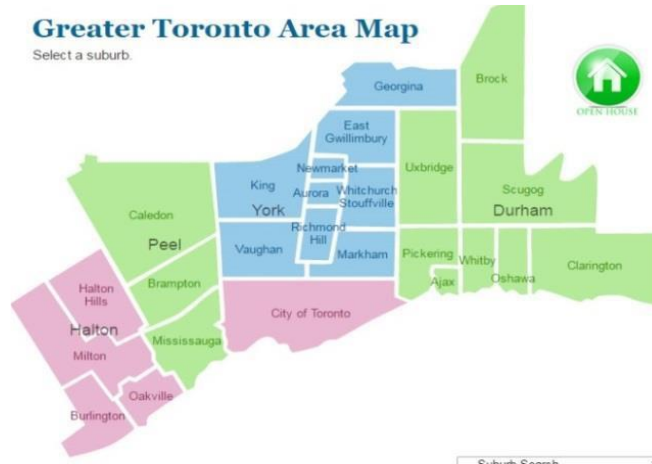 Greater Toronto Area Map
Select a suburb.
Brock
OPEN HOUSE
Georgina
East
Gwillimbury
Uxbridge
Newmarket
King
Aurora
Whitchurch
Stouffville
Scugog
York
Durham
Caledon
Peel
Richmond
Hill
Vaughan
Markham
Pickering
Whitby
Clarington
Ajax
Oshawa
Brampton
Halton
Hills
City of Toronto
Halton
Mississauga
Milton
Oakville
Burlington
Suburb Search